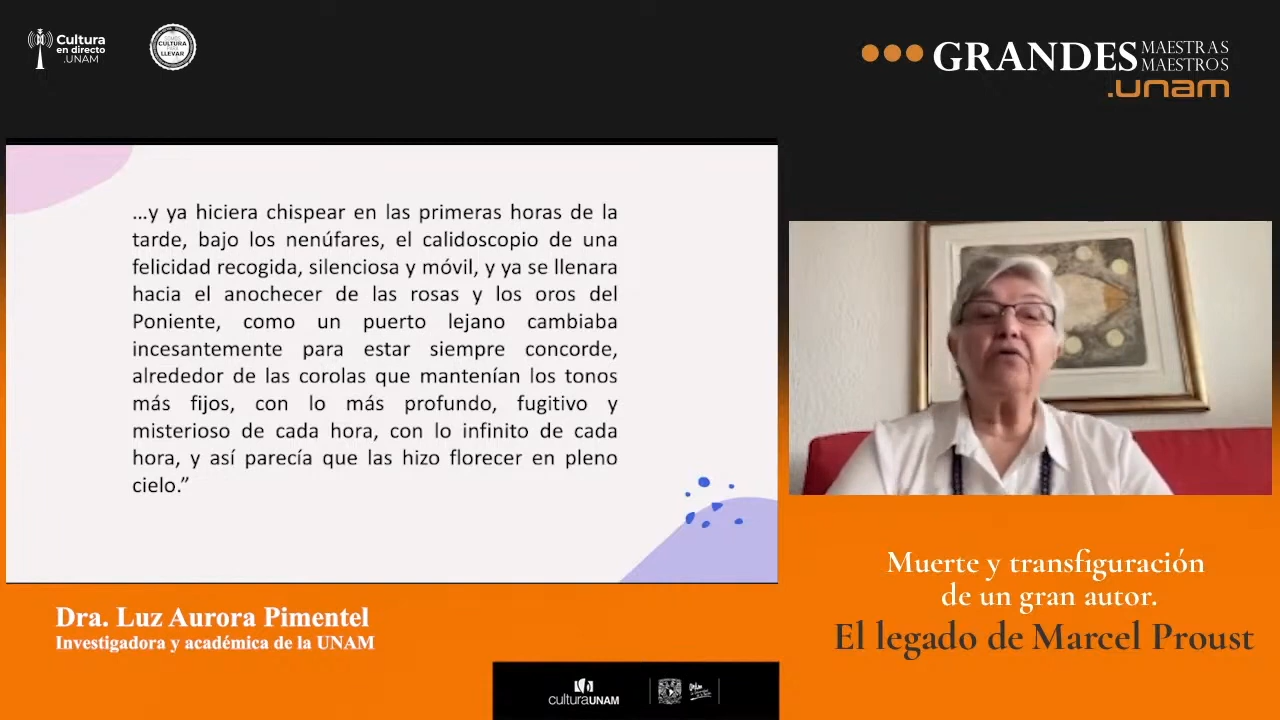 Cultura
en directo
.UNAM
CULTURA
LLEVAR
GRANDES MAESTRAS
MAESTROS
.unam
…y ya hiciera chispear en las primeras horas de la
tarde, bajo los nenúfares, el calidoscopio de una
felicidad recogida, silenciosa y móvil, y ya se llenara
hacia el anochecer de las rosas y los oros del
Poniente, como un puerto lejano cambiaba
incesantemente para estar siempre concorde,
alrededor de las corolas que mantenían los tonos
más fijos, con lo más profundo, fugitivo y
misterioso de cada hora, con lo infinito de cada
hora, y así parecía que las hizo florecer en pleno
cielo.”
Dra. Luz Aurora Pimentel
Investigadora y académica de la UNAM
Muerte y transfiguración
de un gran autor.
El legado de Marcel Proust
culturaUNAM